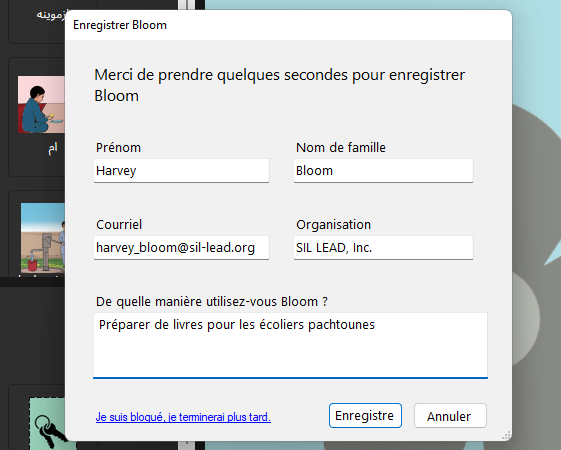 ازموینه
Enregistrer Bloom
Merci de prendre quelques secondes pour enregistrer
Bloom
ام
Prénom
Nom de famille
Harvey
Bloom
Courriel
Organisation
harvey_bloom@sil-lead.org
SIL LEAD, Inc.
De quelle manière utilisez-vous Bloom ?
Préparer de livres pour les écoliers pachtounes
Je suis bloqué, je terminerai plus tard.
Enregistre
Annuler